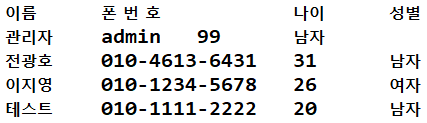 이름 폰 번 호 나이 성별
관리자 admin 99 남자
전광호 010-4613-6431 31 남자
이지영 010-1234-5678 26 여자
테스트 010-1111-2222 20 남자